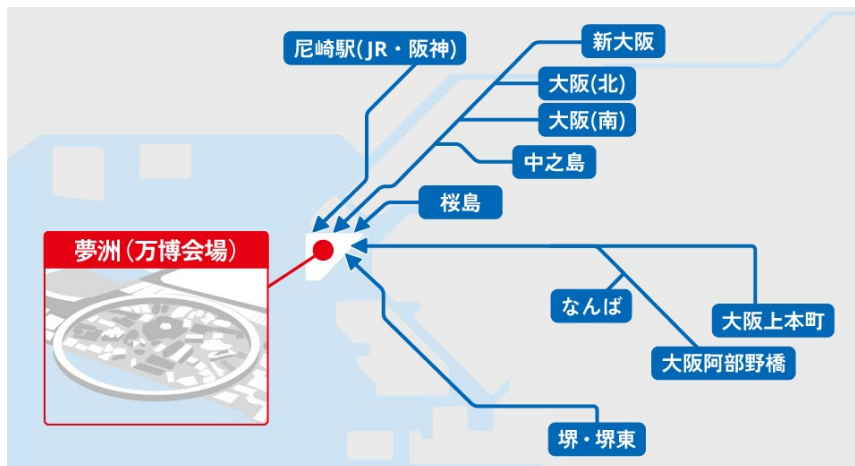 尼崎駅(JR・阪神)
新大阪
大阪(北)
大阪(南)
中之島
桜島
夢洲(万博会場)
なんば
大阪上本町
大阪阿部野橋
堺・堺東